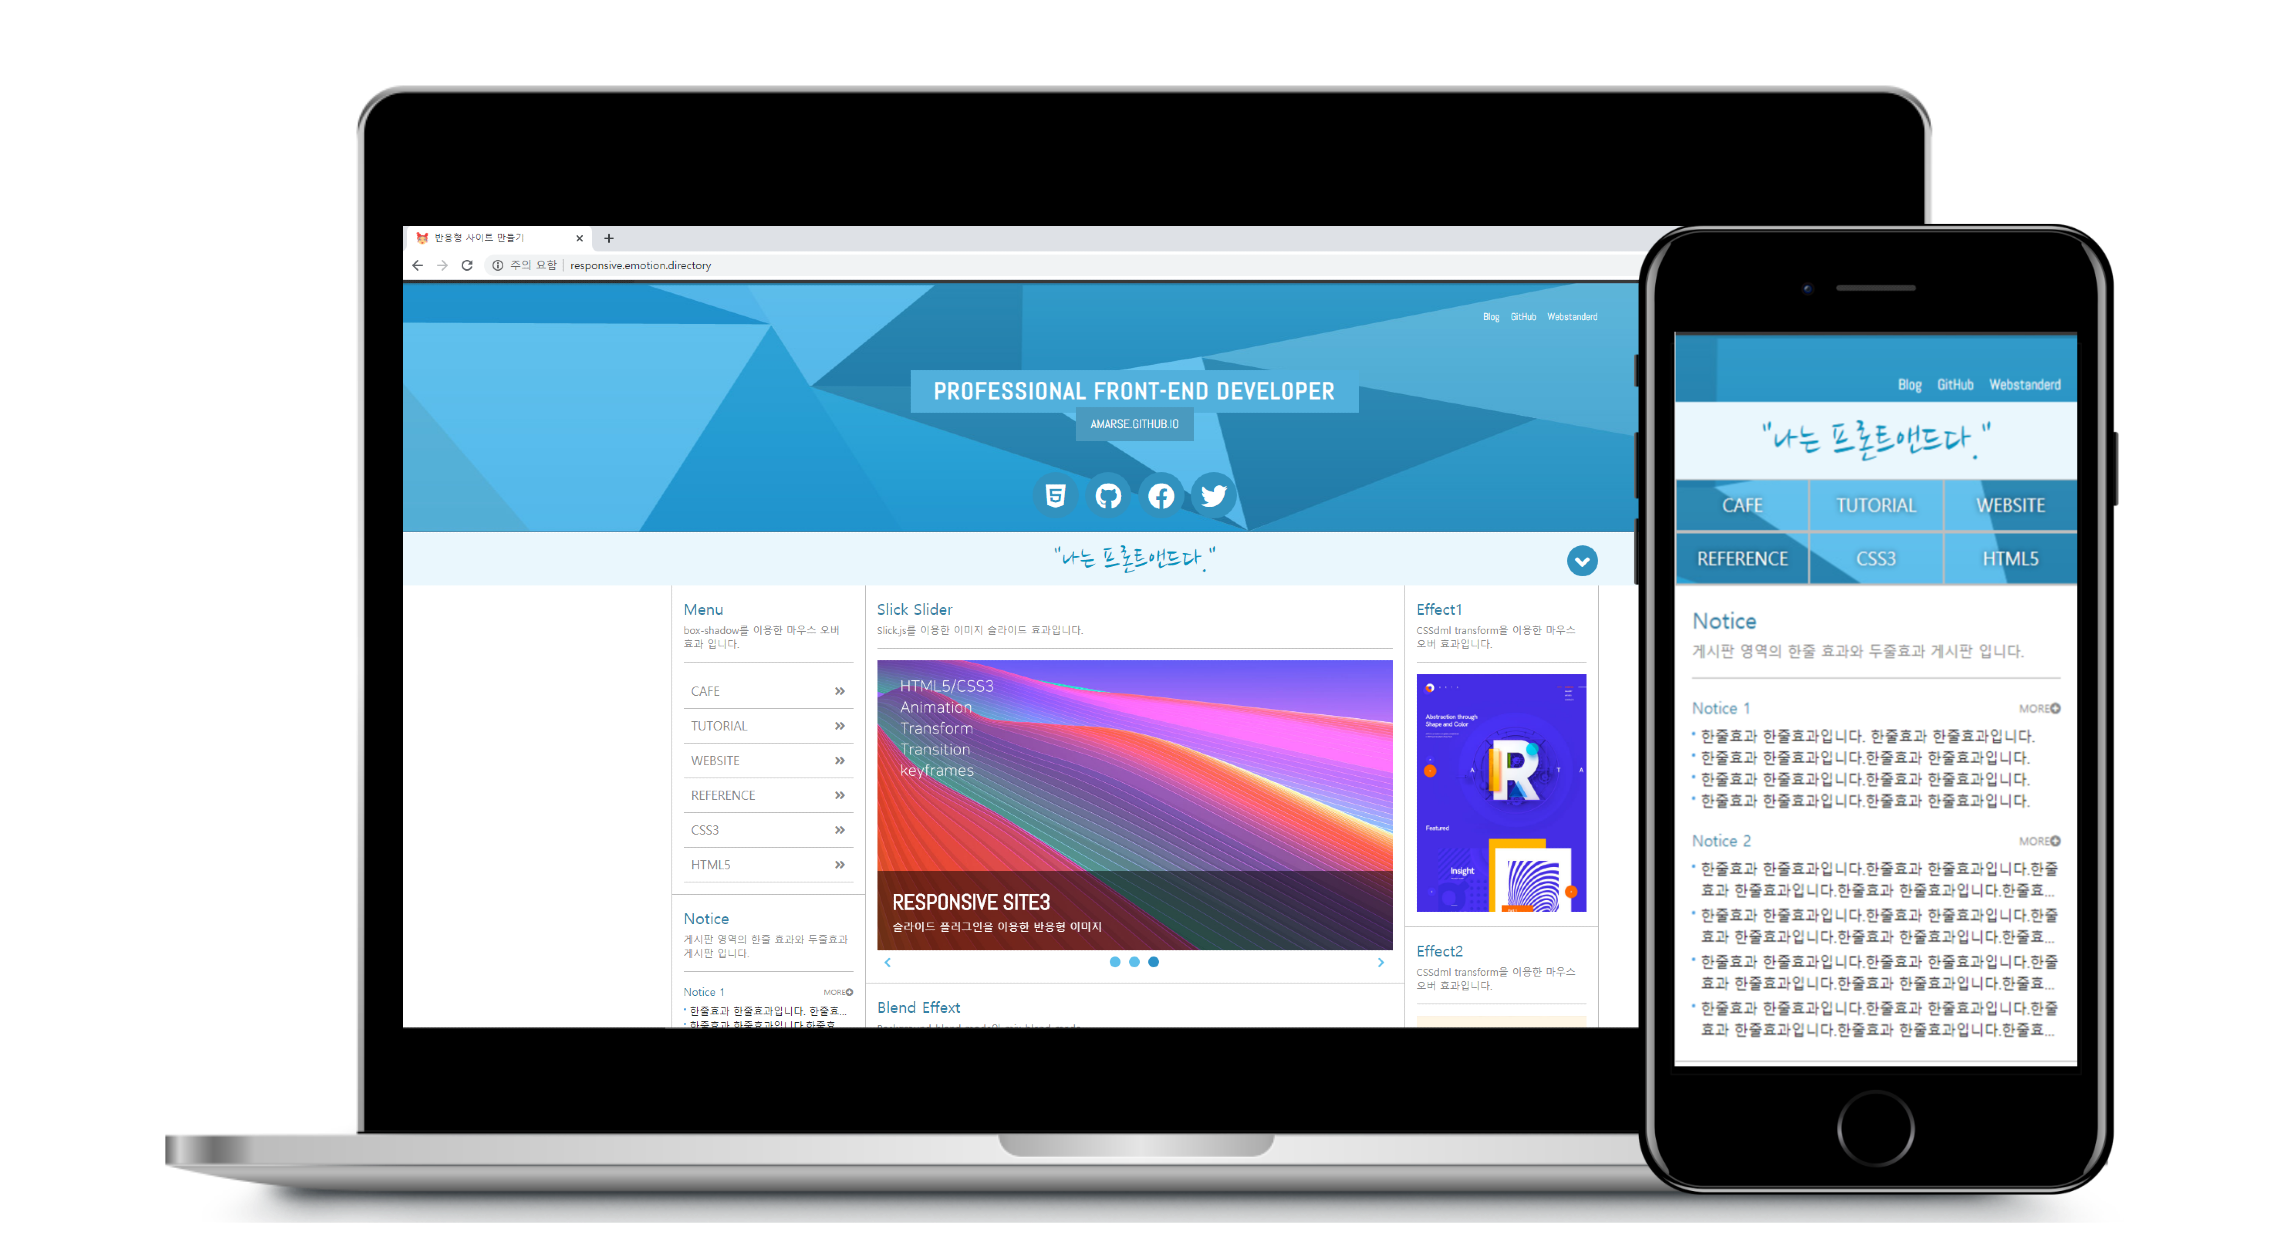 반응형 사이트 만들기
주의 요함 responsive.emotion.directory
Blog GitHub Webstanderd
PROFESSIONAL FRONT-END DEVELOPER
AMARSE.GITHUB.IO
"나는 프론트앤드다."
Menu
box-shadow를 이용한 마우스 오버
효과 입니다.
CAFE
TUTORIAL
WEBSITE
REFERENCE
CSS3
HTML5
Notice
게시판 영역의 한줄 효과와 두줄효과
게시판 입니다.
Notice 1 MORE
한줄효과 한줄효과입니다. 한줄효...
한줄효과 한줄효과입니다.한줄효...
Slick Slider
Slick.js를 이용한 이미지 슬라이드 효과입니다.
HTML5/CSS3
Animation
Transform
Transition
keyframes
RESPONSIVE SITE3
슬라이드 플러그인을 이용한 반응형 이미지
Blend Effext
Effect1
CSSdml transform을 이용한 마우스
오버 효과입니다.
Abstraction through
Shape and Color
R
A T A
Featured
Insight
Effect2
CSSdml transform을 이용한 마우스
오버 효과입니다.
Blog GitHub Webstanderd
"나는 프론트앤드다."
CAFE TUTORIAL WEBSITE
REFERENCE CSS3 HTML5
Notice
게시판 영역의 한줄 효과와 두줄효과 게시판 입니다.
Notice 1 MORE
한줄효과 한줄효과입니다. 한줄효과 한줄효과입니다.
한줄효과 한줄효과입니다.한줄효과 한줄효과입니다.
한줄효과 한줄효과입니다.한줄효과 한줄효과입니다.
한줄효과 한줄효과입니다.한줄효과 한줄효과입니다.
Notice 2 MORE
한줄효과 한줄효과입니다.한줄효과 한줄효과입니다.한줄
효과 한줄효과입니다.한줄효과 한줄효과입니다.한줄효...
한줄효과 한줄효과입니다.한줄효과 한줄효과입니다.한줄
효과 한줄효과입니다.한줄효과 한줄효과입니다.한줄효...
한줄효과 한줄효과입니다.한줄효과 한줄효과입니다.한줄
효과 한줄효과입니다.한줄효과 한줄효과입니다.한줄효...
한줄효과 한줄효과입니다.한줄효과 한줄효과입니다.한줄
효과 한줄효과입니다.한줄효과 한줄효과입니다.한줄효...